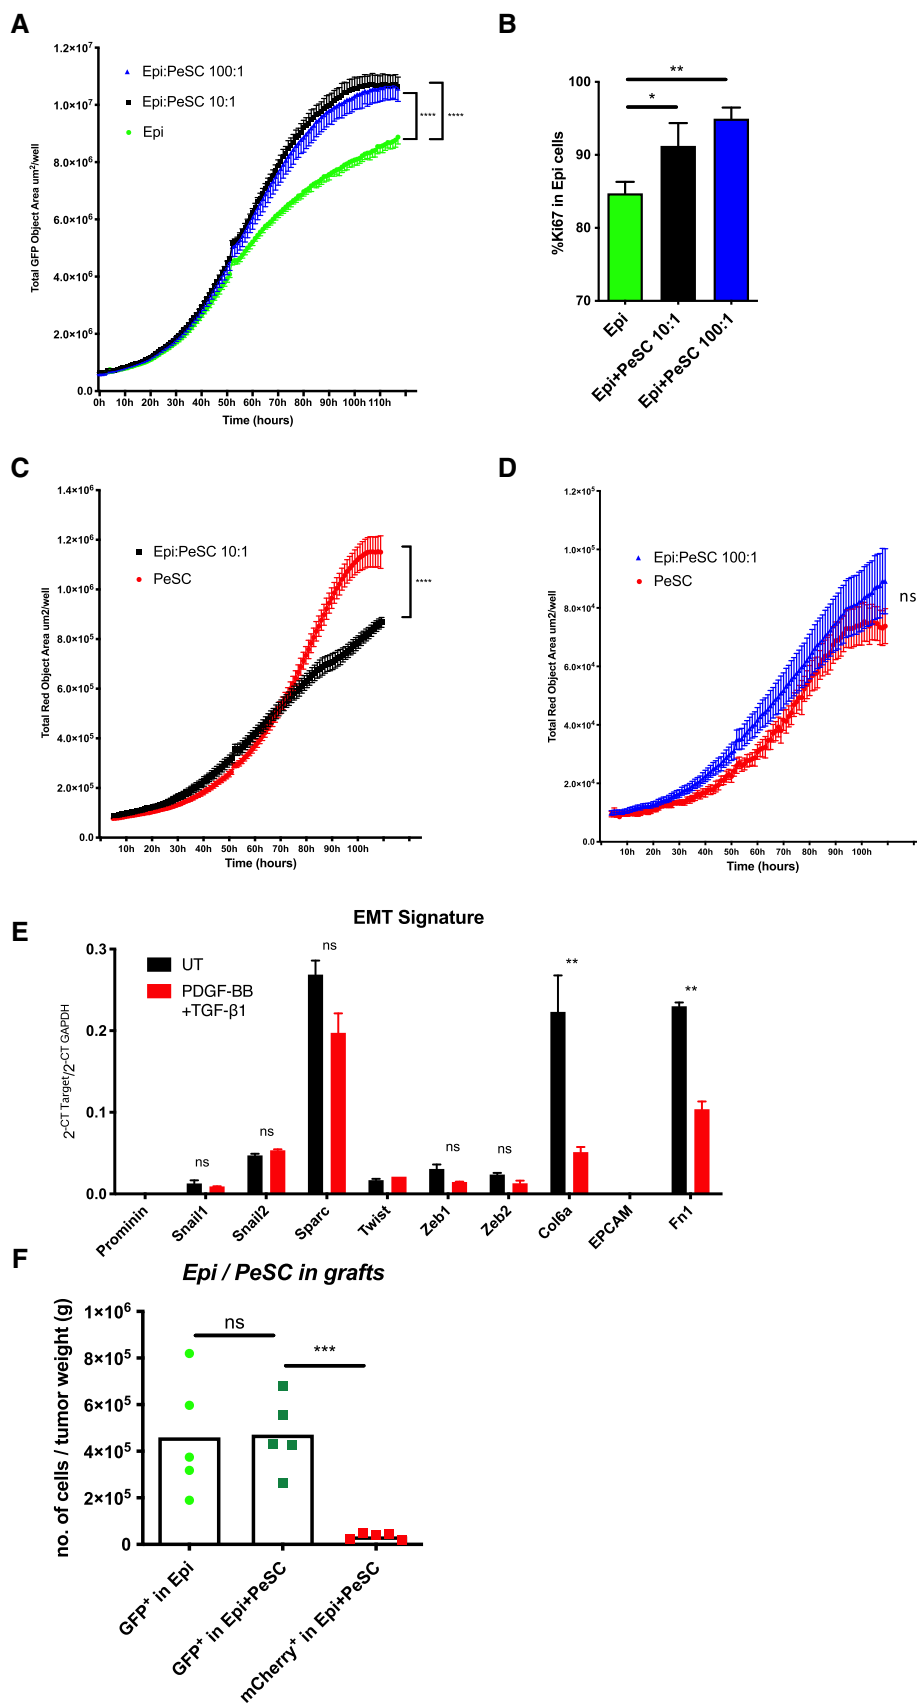 A
1.2×10⁷
1.0×10⁷
8.0×10⁶
6.0×10⁶
4.0×10⁶
2.0×10⁶
0.0
Total GFP Object Area um²/well
Epi:PeSC 100:1
Epi:PeSC 10:1
Epi
**** ****
0h 10h 20h 30h 40h 50h 60h 70h 80h 90h 100h 110h
Time (hours)
B
100
90
80
70
%Ki67 in Epi cells
**
*
Epi
Epi+PeSC 10:1
Epi+PeSC 100:1
C
1.4×10⁶
1.2×10⁶
1.0×10⁶
8.0×10⁵
6.0×10⁵
4.0×10⁵
2.0×10⁵
0.0
Total Red Object Area um2/well
Epi:PeSC 10:1
PeSC
****
10h 20h 30h 40h 50h 60h 70h 80h 90h 100h
Time (hours)
D
1.2×10⁵
1.0×10⁵
8.0×10⁴
6.0×10⁴
4.0×10⁴
2.0×10⁴
0.0
Total Red Object Area um2/well
Epi:PeSC 100:1
PeSC
ns
10h 20h 30h 40h 50h 60h 70h 80h 90h 100h
Time (hours)
E
EMT Signature
0.3
0.2
0.1
0.0
2-CT Target/2-CT GAPDH
UT
PDGF-BB
+TGF-β1
ns ns ns ns ns ** **
Prominin
Snail1
Snail2
Sparc
Twist
Zeb1
Zeb2
Col6a
EPCAM
Fn1
F
Epi / PeSC in grafts
1×10⁶
8×10⁵
6×10⁵
4×10⁵
2×10⁵
0
no. of cells / tumor weight (g)
ns
***
GFP⁺ in Epi
GFP⁺ in Epi+PeSC
mCherry⁺ in Epi+PeSC